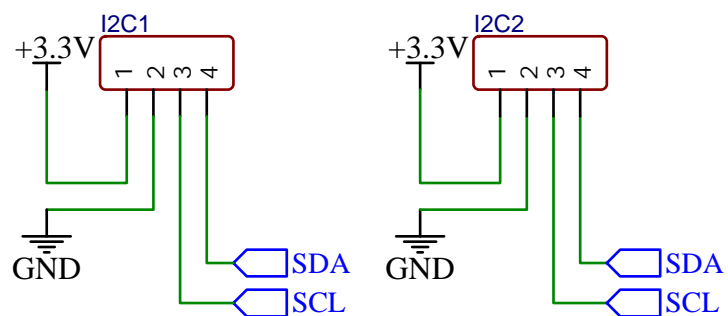 I2C1
+3.3V
1 2 3 4
GND
SDA
SCL
I2C2
+3.3V
1 2 3 4
GND
SDA
SCL